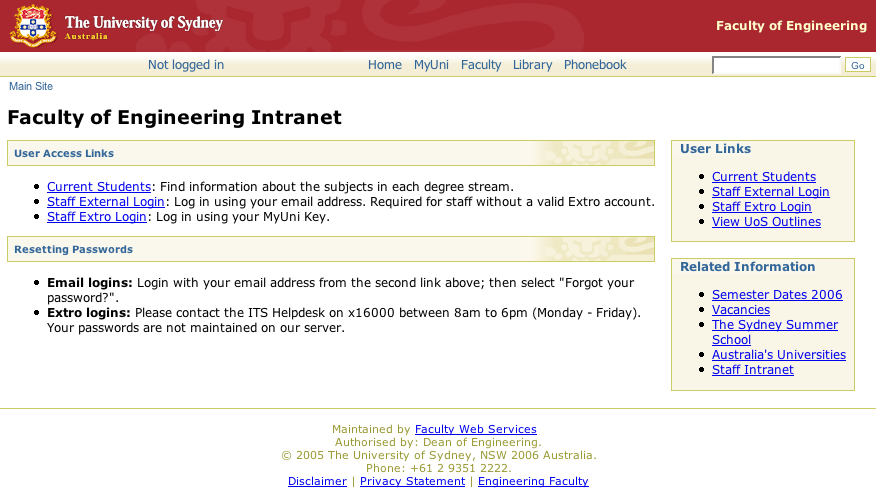 The University of Sydney
Australia
Faculty of Engineering
Not logged in
Home MyUni Faculty Library Phonebook
Go
Main Site
Faculty of Engineering Intranet
User Access Links
Current Students: Find information about the subjects in each degree stream.
Staff External Login: Log in using your email address. Required for staff without a valid Extro account.
Staff Extro Login: Log in using your MyUni Key.
Resetting Passwords
Email logins: Login with your email address from the second link above; then select "Forgot your
password?".
Extro logins: Please contact the ITS Helpdesk on x16000 between 8am to 6pm (Monday - Friday).
Your passwords are not maintained on our server.
User Links
Current Students
Staff External Login
Staff Extro Login
View UoS Outlines
Related Information
Semester Dates 2006
Vacancies
The Sydney Summer
School
Australia's Universities
Staff Intranet
Maintained by Faculty Web Services
Authorised by: Dean of Engineering.
© 2005 The University of Sydney, NSW 2006 Australia.
Phone: +61 2 9351 2222.
Disclaimer | Privacy Statement | Engineering Faculty